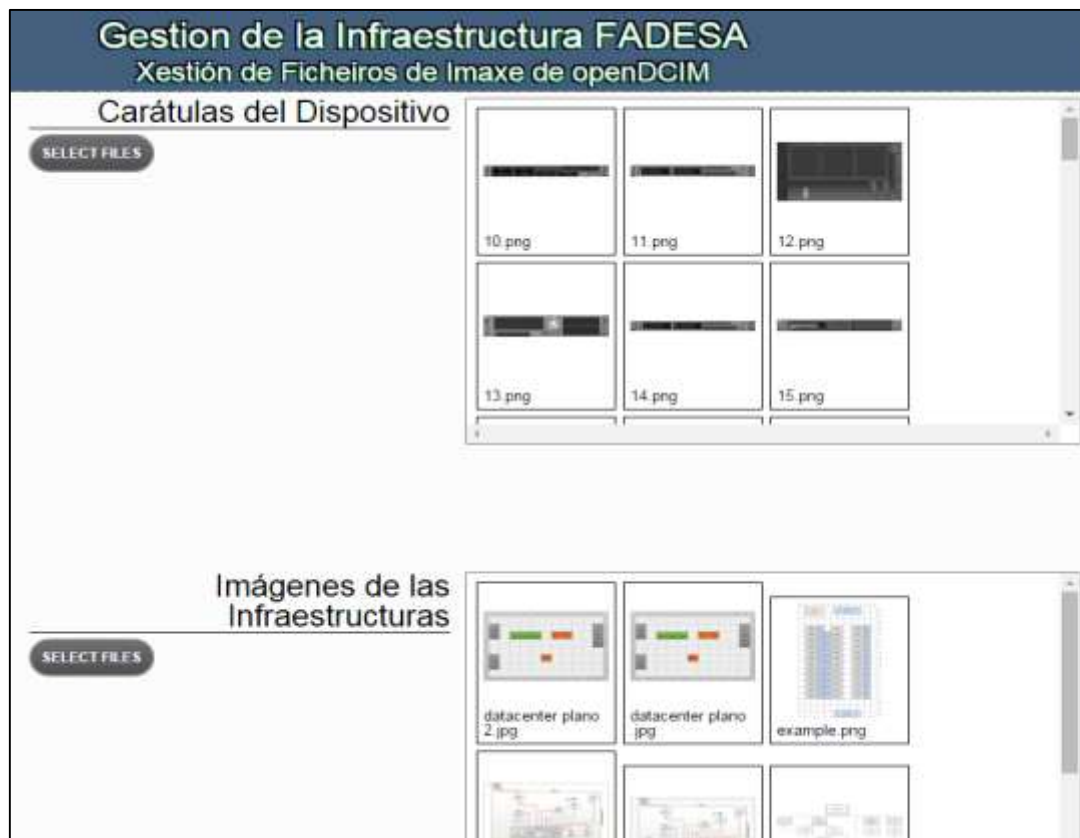 Gestion de la Infraestructura FADESA
Xestión de Ficheiros de Imaxe de openDCIM
Carátulas del Dispositivo
SELECT FILES
10.png
11.png
12.png
13.png
14.png
15.png
Imágenes de las
Infraestructuras
SELECT FILES
datacenter plano
2.jpg
datacenter plano
.jpg
example.png